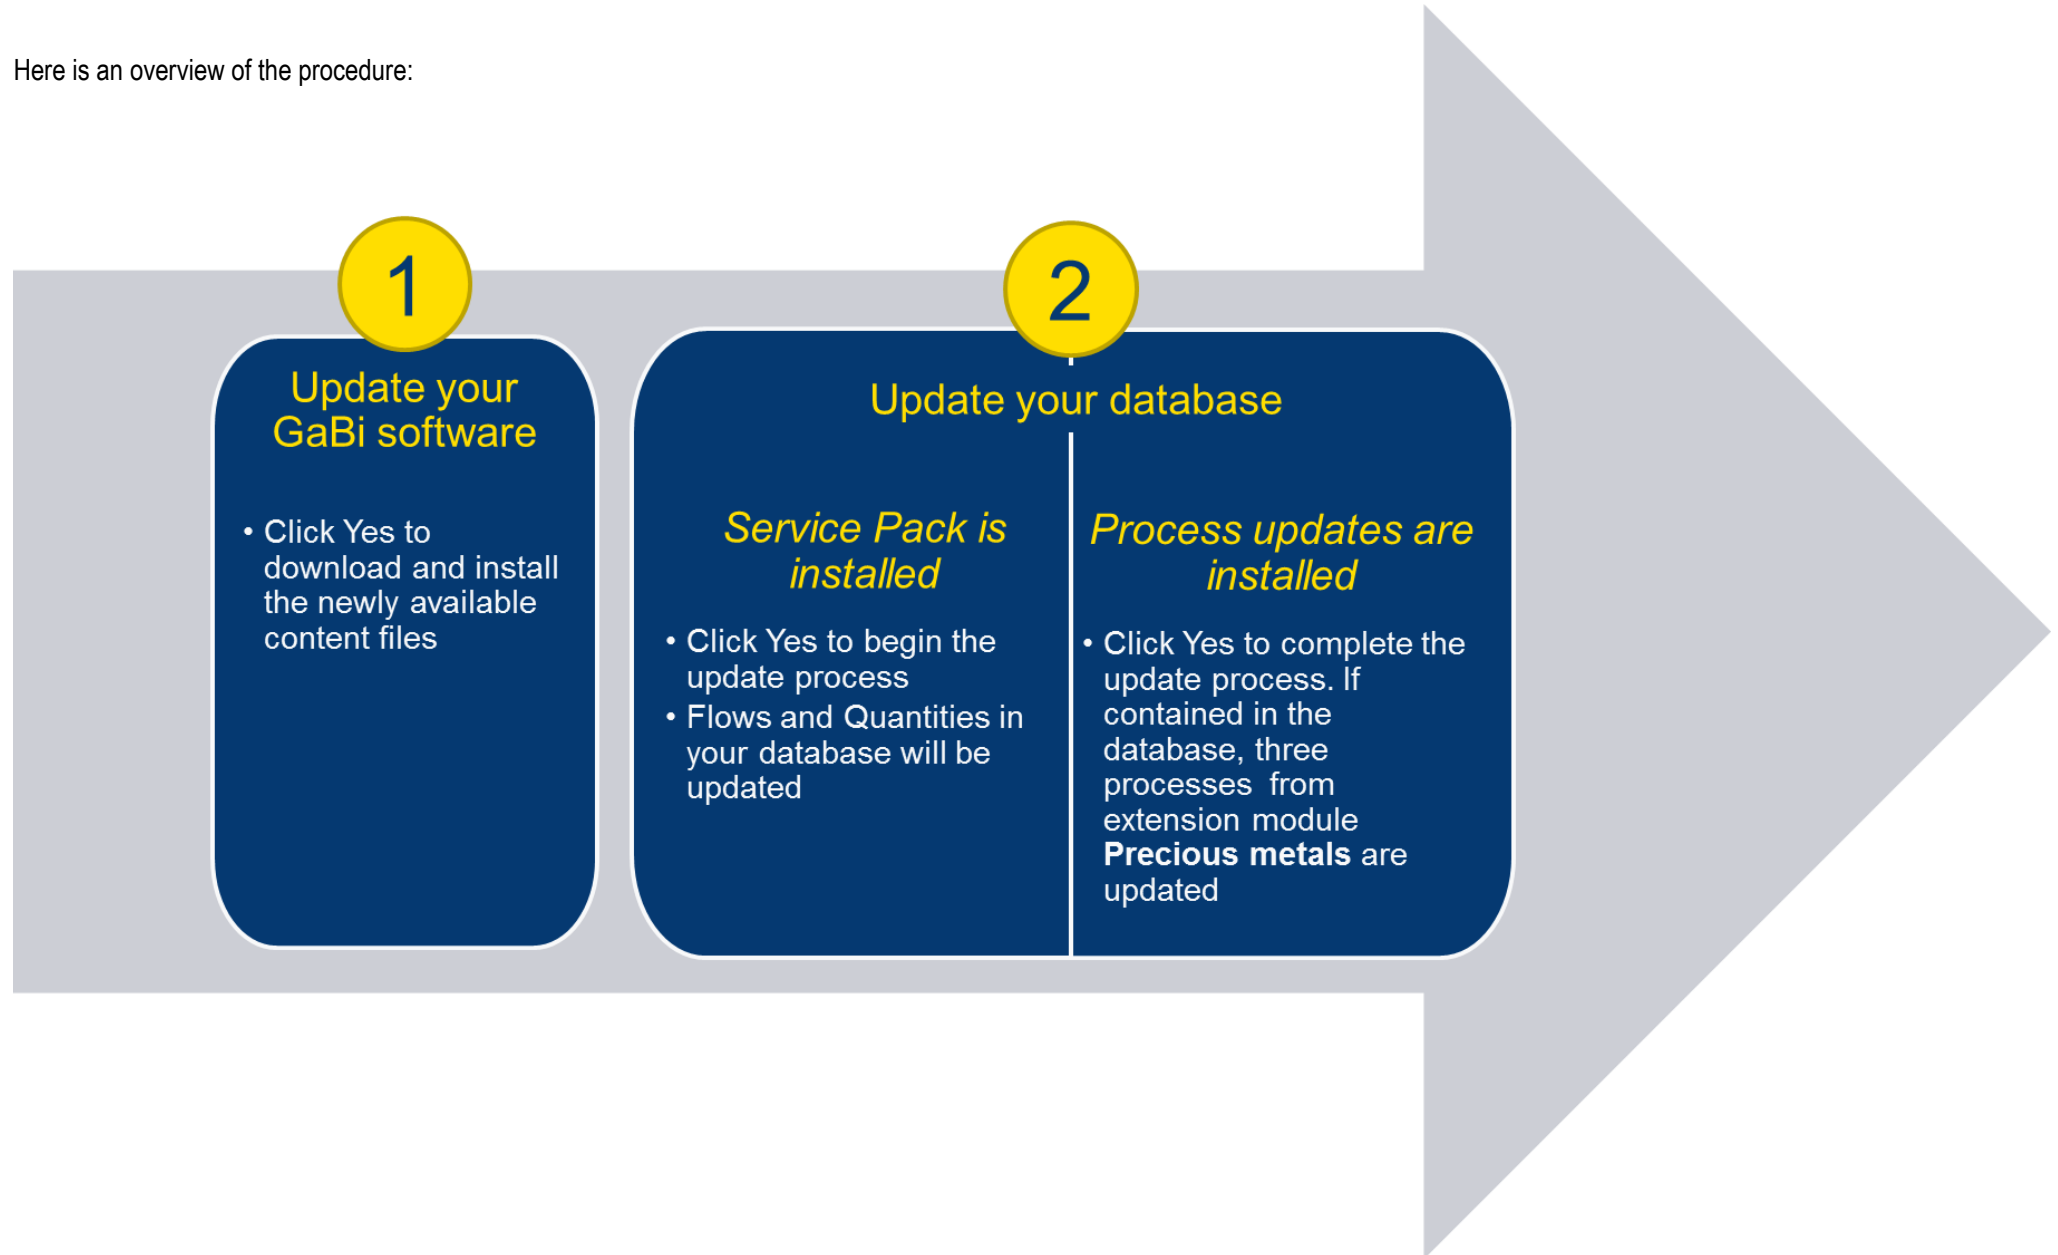 Here is an overview of the procedure:
1
Update your
GaBi software
• Click Yes to
download and install
the newly available
content files
2
Update your database
Service Pack is
installed
• Click Yes to begin the
update process
• Flows and Quantities in
your database will be
updated
Process updates are
installed
• Click Yes to complete the
update process. If
contained in the
database, three
processes from
extension module
Precious metals are
updated